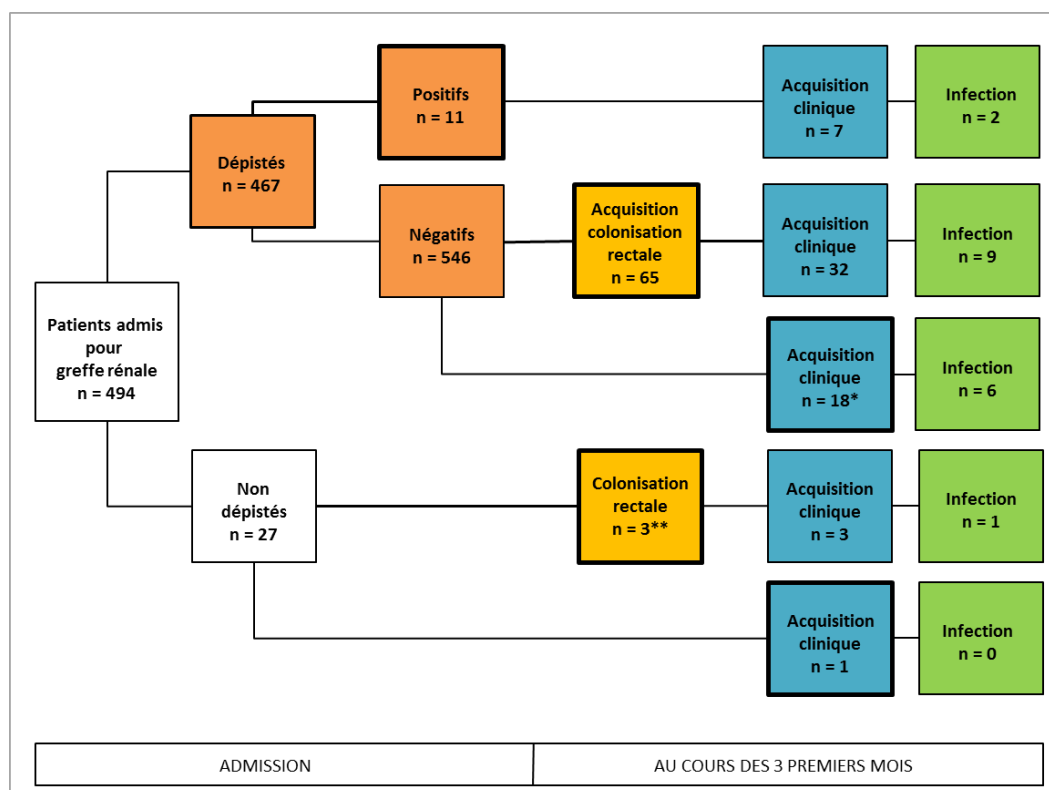 Positifs
n = 11
Acquisition
clinique
n = 7
Infection
n = 2
Dépistés
n = 467
Négatifs
n = 546
Acquisition
colonisation
rectale
n = 65
Acquisition
clinique
n = 32
Infection
n = 9
Patients admis
pour
greffe rénale
n = 494
Acquisition
clinique
n = 18*
Infection
n = 6
Non
dépistés
n = 27
Colonisation
rectale
n = 3**
Acquisition
clinique
n = 3
Infection
n = 1
Acquisition
clinique
n = 1
Infection
n = 0
ADMISSION
AU COURS DES 3 PREMIERS MOIS